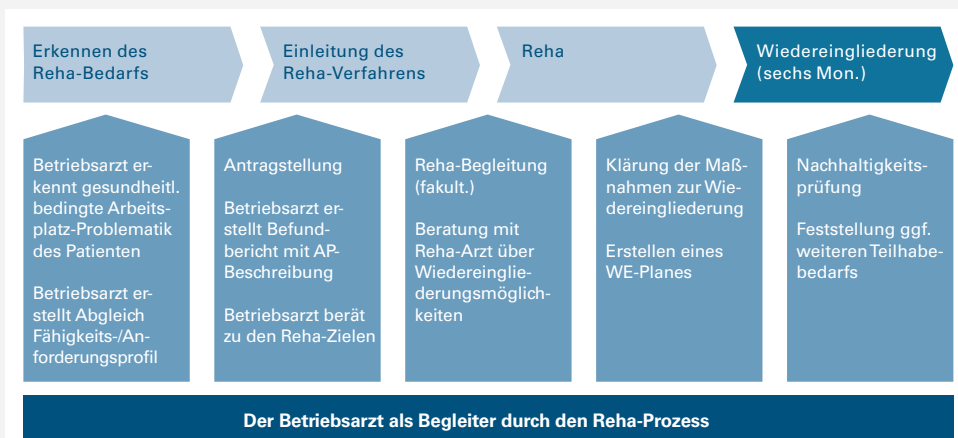 Erkennen des
Reha-Bedarfs
Einleitung des
Reha-Verfahrens
Reha
Wiedereingliederung
(sechs Mon.)
Betriebsarzt er-
kennt gesundheitl.
bedingte Arbeits-
platz-Problematik
des Patienten
Betriebsarzt er-
stellt Abgleich
Fähigkeits-/An-
forderungsprofil
Antragstellung
Betriebsarzt er-
stellt Befund-
bericht mit AP-
Beschreibung
Betriebsarzt berät
zu den Reha-Zielen
Reha-Begleitung
(fakult.)
Beratung mit
Reha-Arzt über
Wiedereinglie-
derungsmöglich-
keiten
Klärung der Maß-
nahmen zur Wie-
dereingliederung
Erstellen eines
WE-Planes
Nachhaltigkeits-
prüfung
Feststellung ggf.
weiteren Teilhabe-
bedarfs
Der Betriebsarzt als Begleiter durch den Reha-Prozess